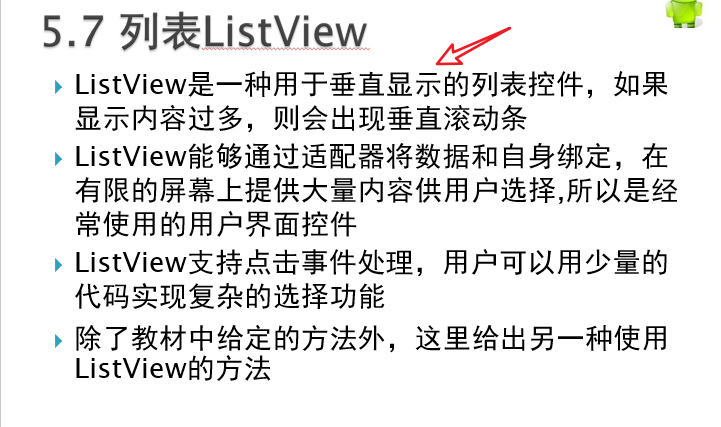 5.7 列表ListView
ListView是一种用于垂直显示的列表控件，如果
显示内容过多，则会出现垂直滚动条
ListView能够通过适配器将数据和自身绑定，在
有限的屏幕上提供大量内容供用户选择,所以是经
常使用的用户界面控件
ListView支持点击事件处理，用户可以用少量的
代码实现复杂的选择功能
除了教材中给定的方法外，这里给出另一种使用
ListView的方法